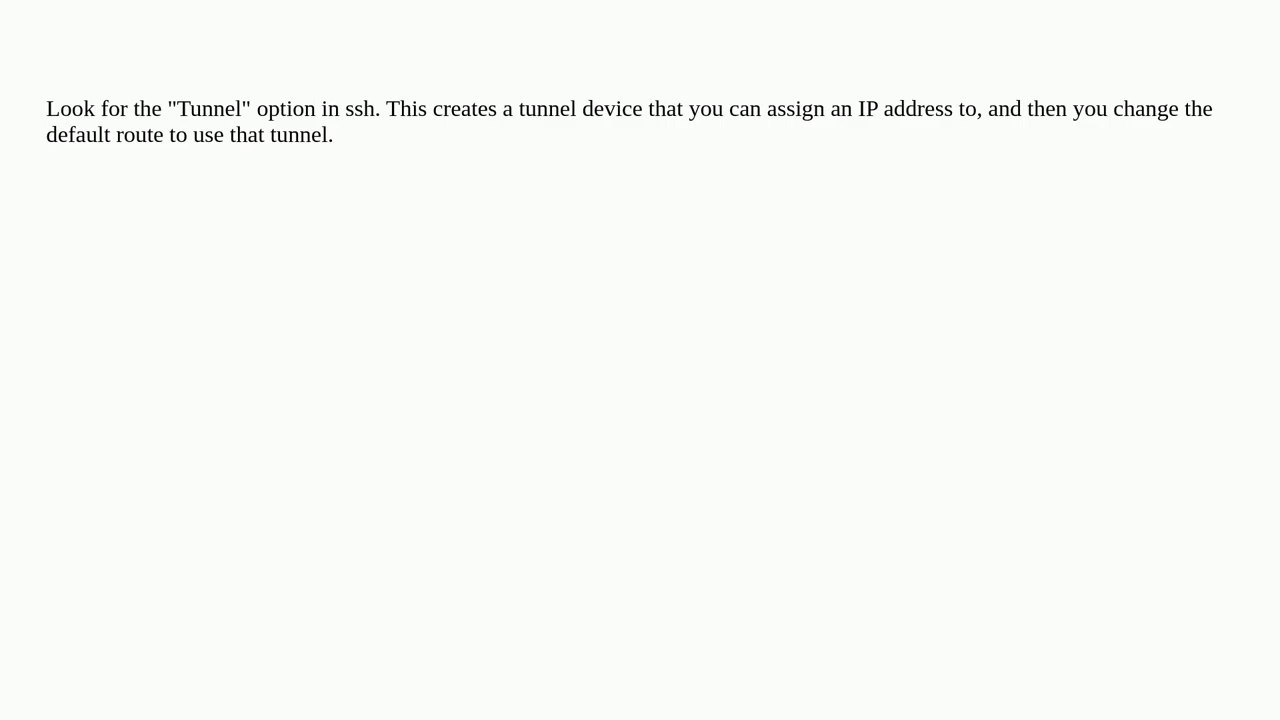 Look for the "Tunnel" option in ssh. This creates a tunnel device that you can assign an IP address to, and then you change the
default route to use that tunnel.